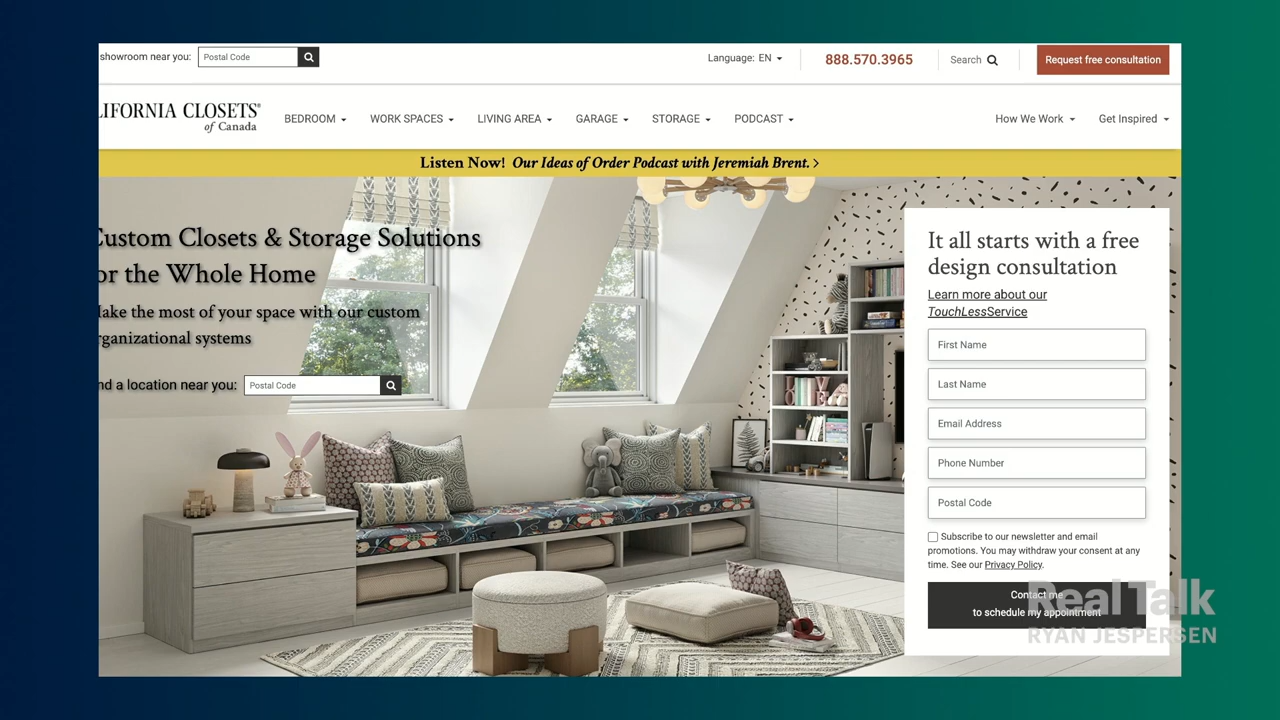 showroom near you: Postal Code
Language: EN
888.570.3965
Search
Request free consultation
LIFORNIA CLOSETS®
of Canada
BEDROOM
WORK SPACES
LIVING AREA
GARAGE
STORAGE
PODCAST
How We Work
Get Inspired
Listen Now! Our Ideas of Order Podcast with Jeremiah Brent. >
Custom Closets & Storage Solutions
or the Whole Home
Make the most of your space with our custom
rganizational systems
nd a location near you: Postal Code
It all starts with a free
design consultation
Learn more about our
TouchLessService
First Name
Last Name
Email Address
Phone Number
Postal Code
Subscribe to our newsletter and email
promotions. You may withdraw your consent at any
time. See our Privacy Policy.
Contact me
to schedule my appointment
RealTalk
RYAN JESPERSEN